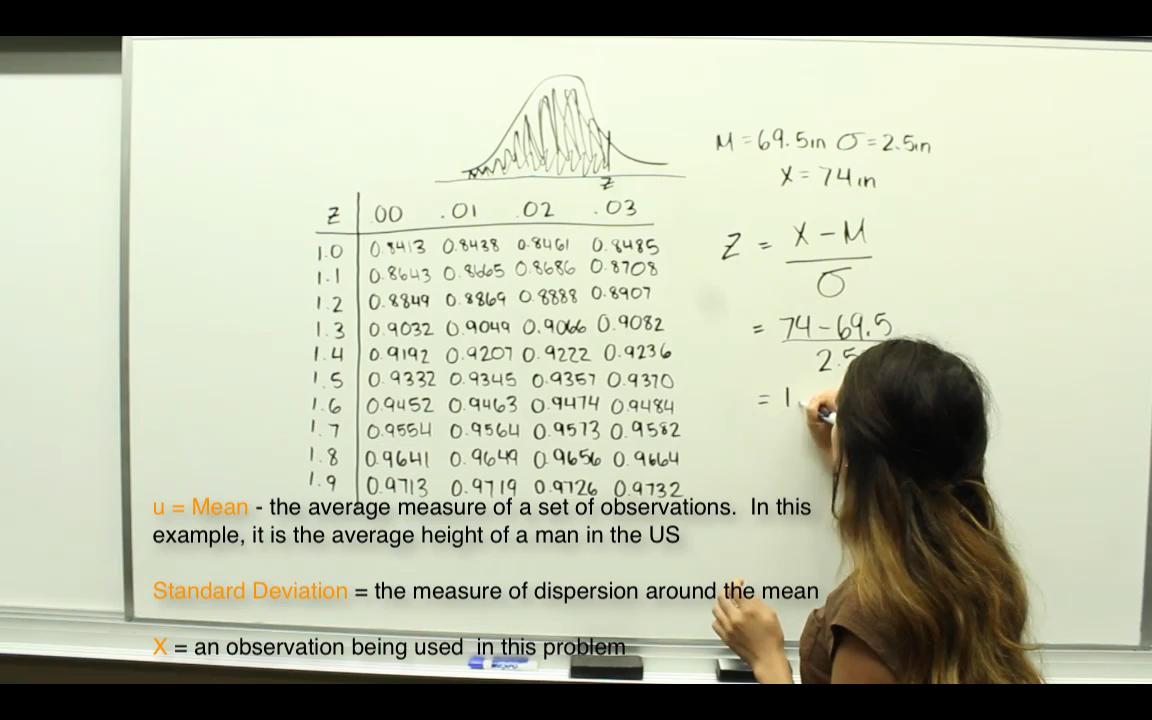 μ = 69.5in σ = 2.5in
X = 74in
Z
Z .00 .01 .02 .03
1.0 0.8413 0.8438 0.8461 0.8485
1.1 0.8643 0.8665 0.8686 0.8708
1.2 0.8849 0.8869 0.8888 0.8907
1.3 0.9032 0.9049 0.9066 0.9082
1.4 0.9192 0.9207 0.9222 0.9236
1.5 0.9332 0.9345 0.9357 0.9370
1.6 0.9452 0.9463 0.9474 0.9484
1.7 0.9554 0.9564 0.9573 0.9582
1.8 0.9641 0.9649 0.9656 0.9664
1.9 0.9713 0.9719 0.9726 0.9732
Z = X - μ
σ
= 74 - 69.5
2.5
= 1.
u = Mean - the average measure of a set of observations. In this
example, it is the average height of a man in the US
Standard Deviation = the measure of dispersion around the mean
X = an observation being used in this problem